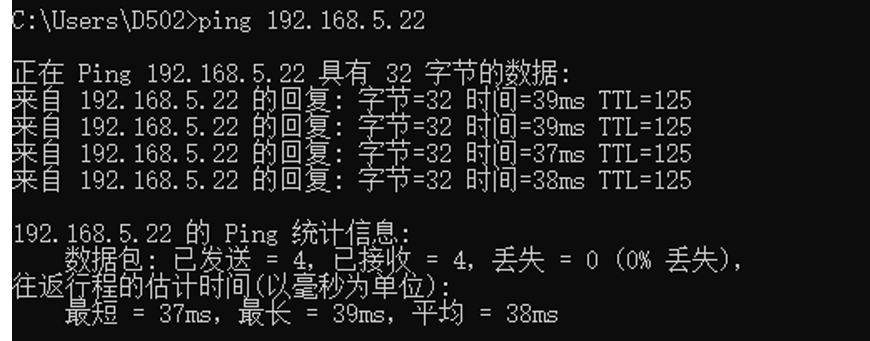 C:\Users\D502>ping 192.168.5.22
正在 Ping 192.168.5.22 具有 32 字节的数据:
来自 192.168.5.22 的回复: 字节=32 时间=39ms TTL=125
来自 192.168.5.22 的回复: 字节=32 时间=39ms TTL=125
来自 192.168.5.22 的回复: 字节=32 时间=37ms TTL=125
来自 192.168.5.22 的回复: 字节=32 时间=38ms TTL=125
192.168.5.22 的 Ping 统计信息:
数据包: 已发送 = 4, 已接收 = 4, 丢失 = 0 (0% 丢失),
往返行程的估计时间(以毫秒为单位):
最短 = 37ms, 最长 = 39ms, 平均 = 38ms